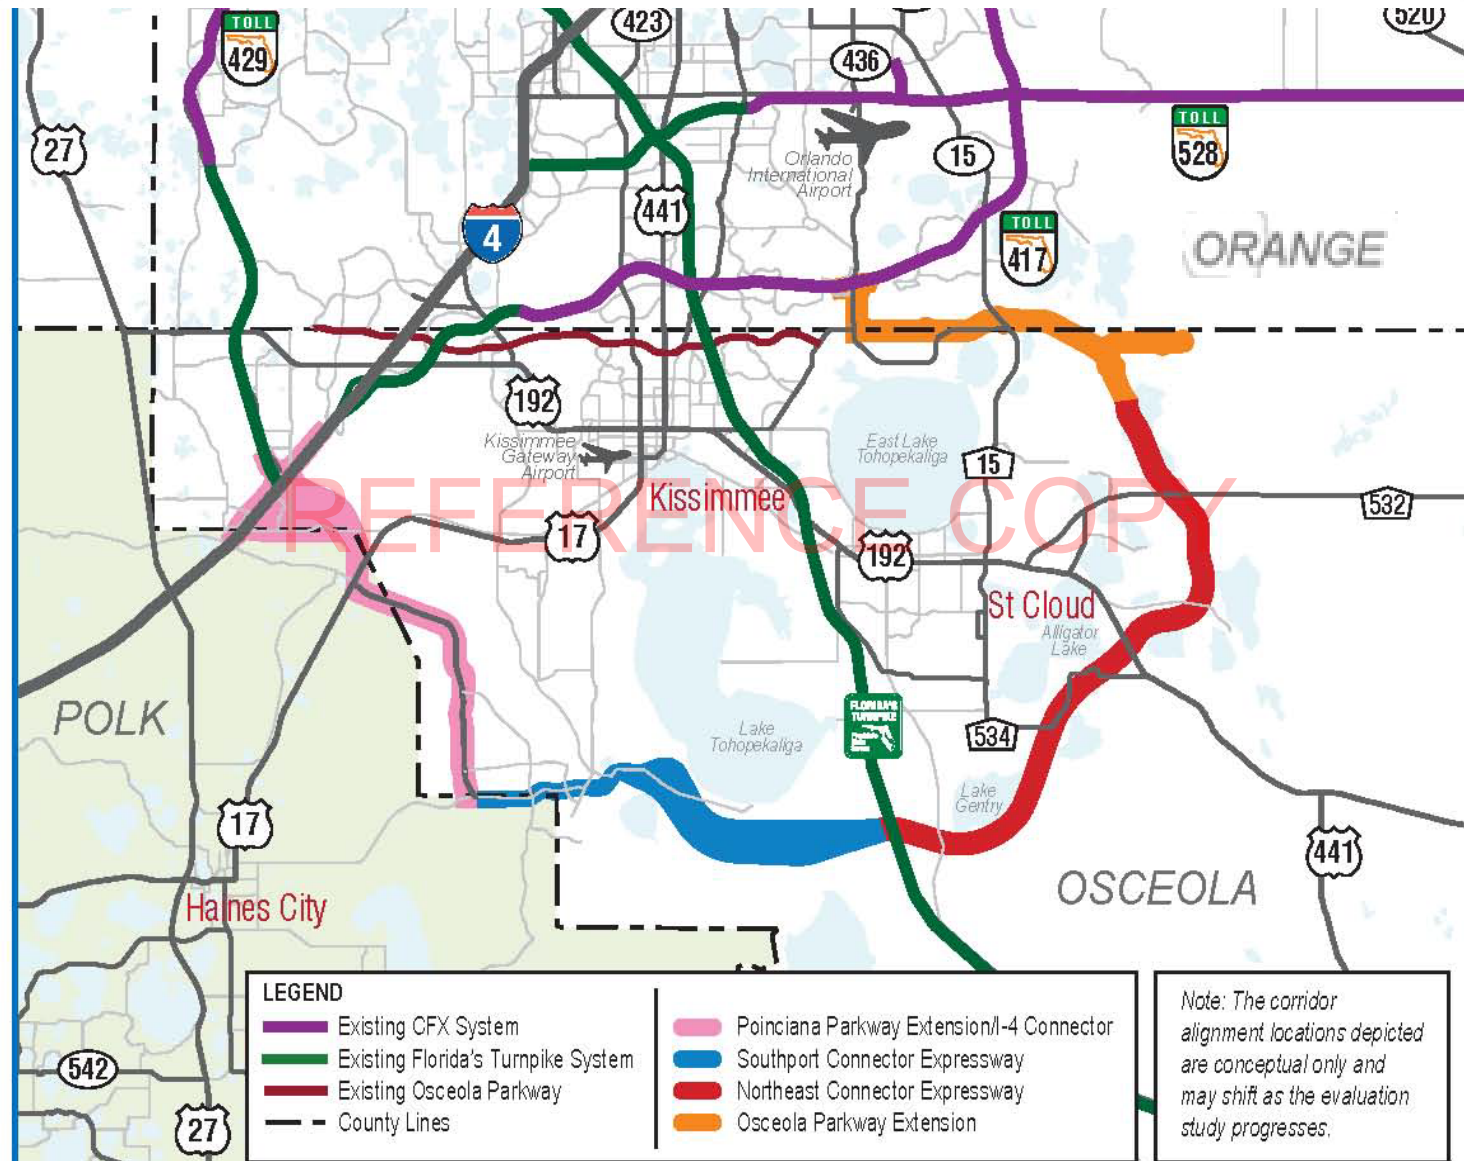 TOLL
429
423
436
520
27
TOLL
528
Orlando
International
Airport
15
441
4
TOLL
417
ORANGE
192
Kissimmee
Gateway
Airport
East Lake
Tohopekaliga
15
REFERENCE COPY
Kissimmee
532
17
192
St Cloud
Alligator
Lake
POLK
FLORIDA'S
TURNPIKE
Lake
Tohopekaliga
534
Lake
Gentry
17
441
OSCEOLA
Haines City
542
27
LEGEND
Existing CFX System
Existing Florida's Turnpike System
Existing Osceola Parkway
County Lines
Poinciana Parkway Extension/I-4 Connector
Southport Connector Expressway
Northeast Connector Expressway
Osceola Parkway Extension
Note: The corridor
alignment locations depicted
are conceptual only and
may shift as the evaluation
study progresses.